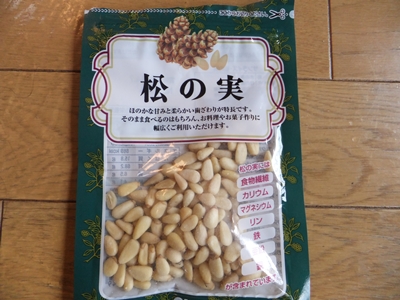 松の実
ほのかな甘みと柔らかい歯ざわりが特長です。
そのまま食べるのはもちろん、お料理やお菓子作りに
幅広くご利用いただけます。
松の実には
食物繊維
カリウム
マグネシウム
リン
鉄
が含まれています